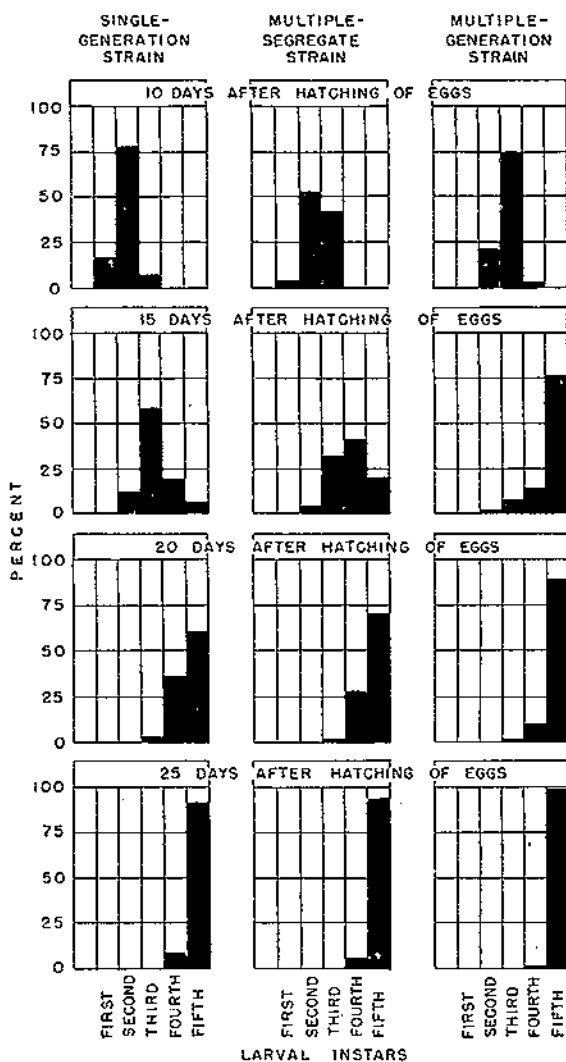 SINGLE- MULTIPLE- MULTIPLE-
GENERATION SEGREGATE GENERATION
STRAIN STRAIN STRAIN
10 DAYS AFTER HATCHING OF EGGS
100
75
50
25
0
15 DAYS AFTER HATCHING OF EGGS
100
75
50
25
0
20 DAYS AFTER HATCHING OF EGGS
100
75
50
25
0
25 DAYS AFTER HATCHING OF EGGS
100
75
50
25
0
PERCENT
FIRST SECOND THIRD FOURTH FIFTH FIRST SECOND THIRD FOURTH FIFTH FIRST SECOND THIRD FOURTH FIFTH
LARVAL INSTARS